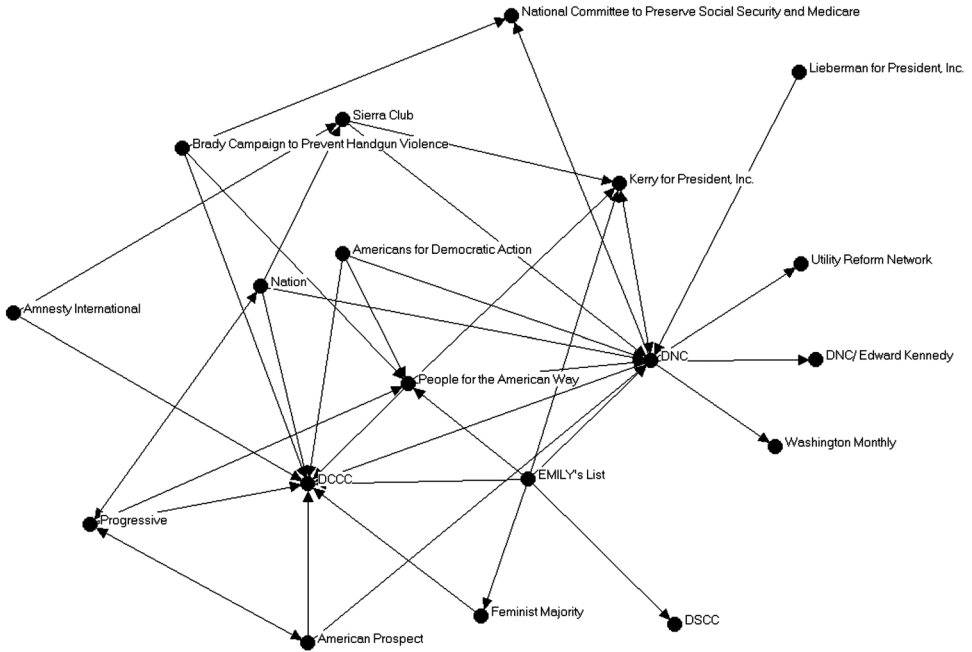 National Committee to Preserve Social Security and Medicare
Lieberman for President, Inc.
Sierra Club
Brady Campaign to Prevent Handgun Violence
Kerry for President, Inc.
Americans for Democratic Action
Utility Reform Network
Nation
Amnesty International
DNC
DNC/ Edward Kennedy
People for the American Way
Washington Monthly
EMILY's List
DCCC
Progressive
Feminist Majority
DSCC
American Prospect